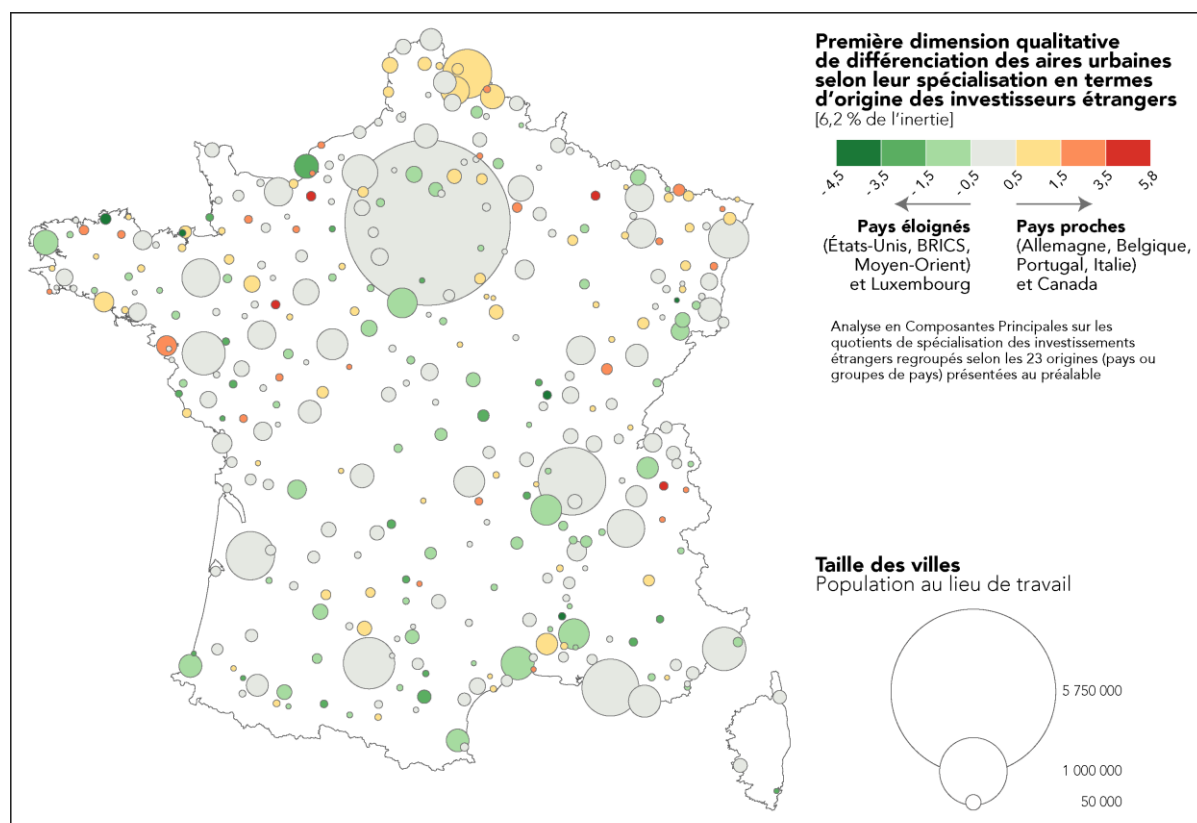 Première dimension qualitative
de différenciation des aires urbaines
selon leur spécialisation en termes
d’origine des investisseurs étrangers
[6,2 % de l’inertie]
-4,5 -3,5 -1,5 -0,5 0,5 1,5 3,5 5,8
Pays éloignés
(États-Unis, BRICS,
Moyen-Orient)
et Luxembourg
Pays proches
(Allemagne, Belgique,
Portugal, Italie)
et Canada
Analyse en Composantes Principales sur les
quotients de spécialisation des investissements
étrangers regroupés selon les 23 origines (pays ou
groupes de pays) présentées au préalable
Taille des villes
Population au lieu de travail
5 750 000
1 000 000
50 000